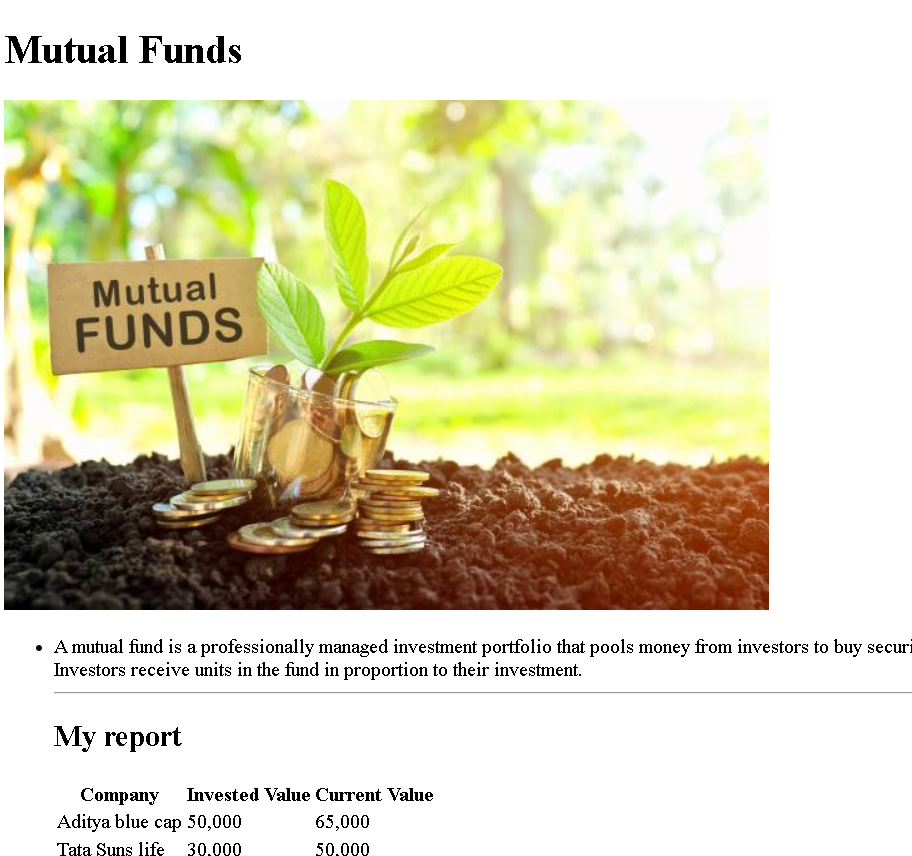 Mutual Funds
Mutual
FUNDS
A mutual fund is a professionally managed investment portfolio that pools money from investors to buy
Investors receive units in the fund in proportion to their investment.
My report
Company Invested Value Current Value
Aditya blue cap 50,000 65,000
Tata Suns life 30,000 50,000